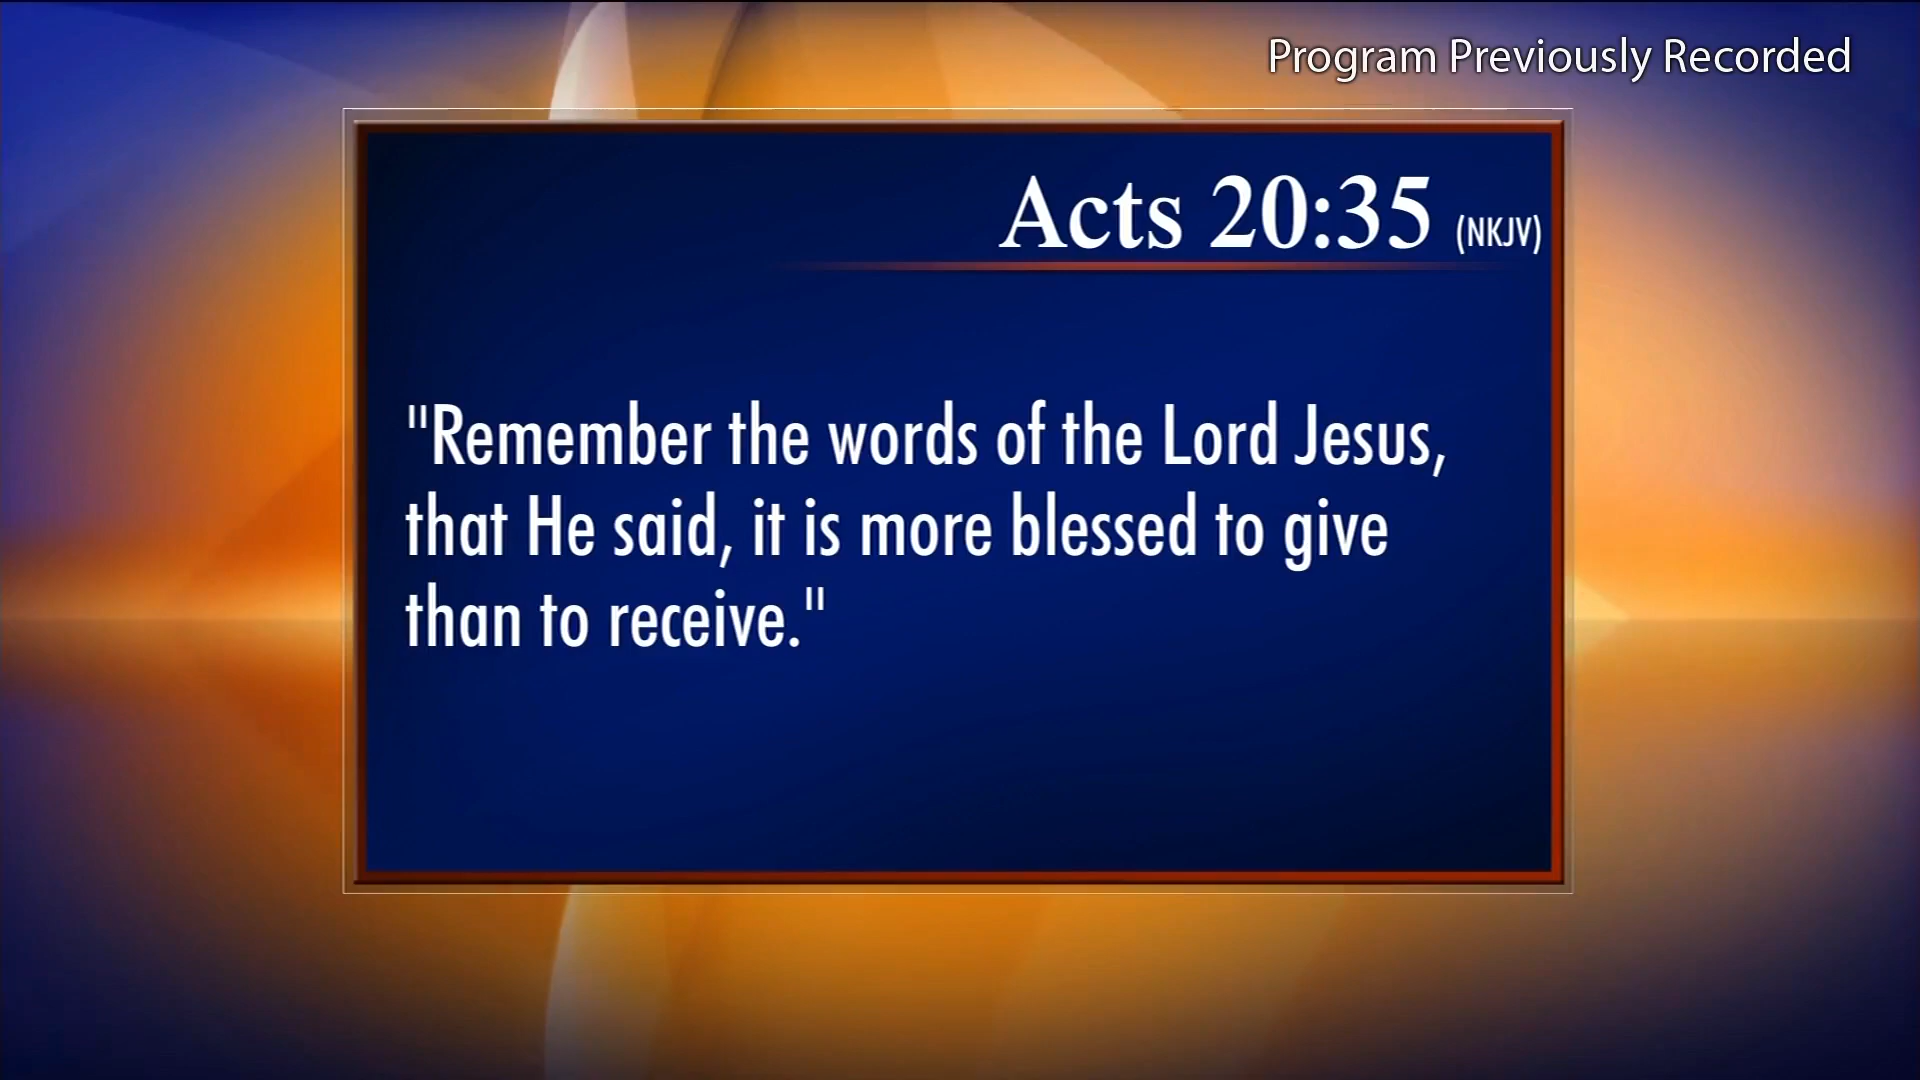 Program Previously Recorded
Acts 20:35 (NKJV)
"Remember the words of the Lord Jesus,
that He said, it is more blessed to give
than to receive."